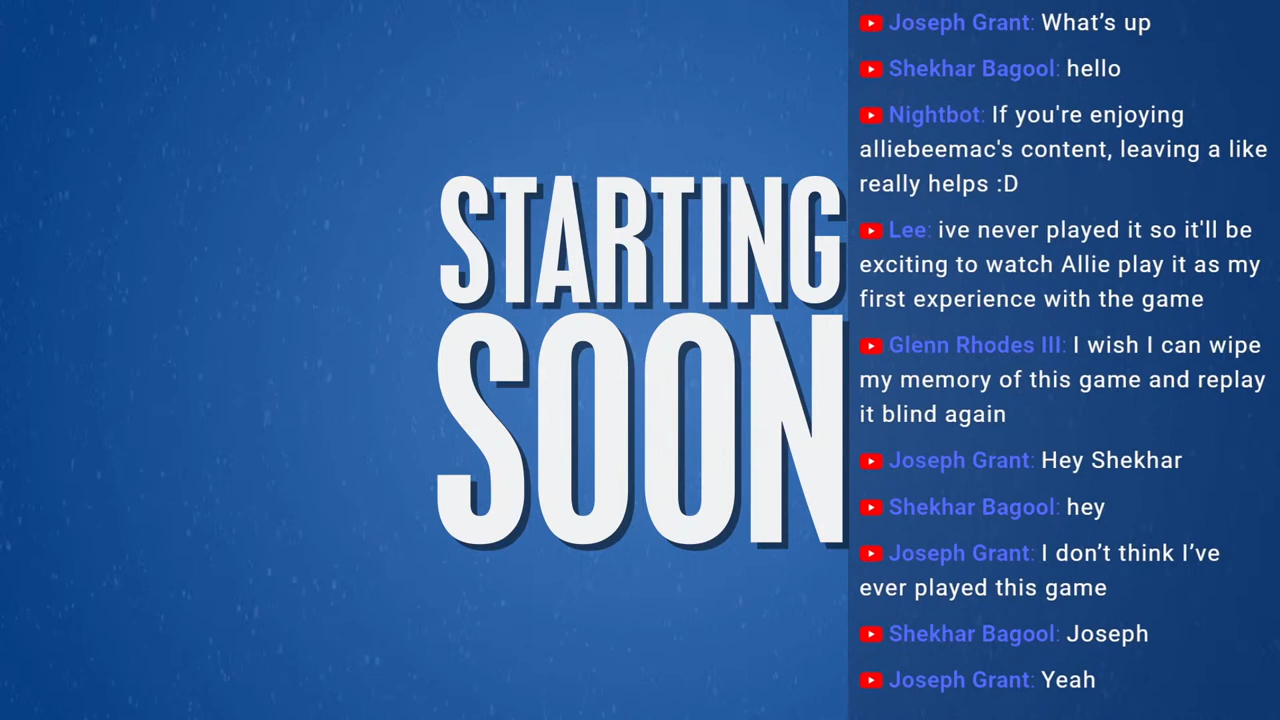 STARTING
SOON
Joseph Grant: What’s up
Shekhar Bagool: hello
Nightbot: If you're enjoying
alliebeemac's content, leaving a like
really helps :D
Lee: ive never played it so it'll be
exciting to watch Allie play it as my
first experience with the game
Glenn Rhodes III: I wish I can wipe
my memory of this game and replay
it blind again
Joseph Grant: Hey Shekhar
Shekhar Bagool: hey
Joseph Grant: I don’t think I’ve
ever played this game
Shekhar Bagool: Joseph
Joseph Grant: Yeah